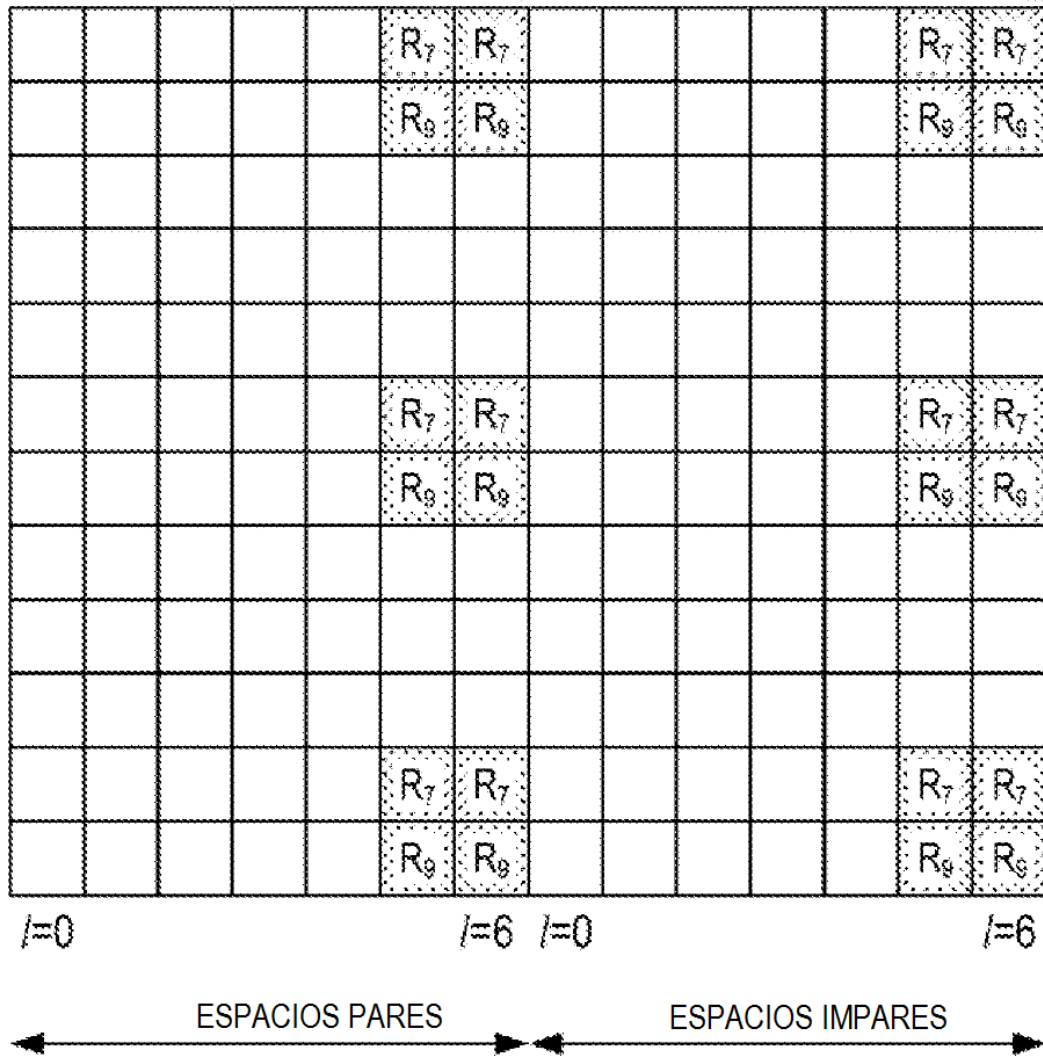 R₇ R₇ R₇ R₇
R₉ R₉ R₉ R₉
R₇ R₇ R₇ R₇
R₉ R₉ R₉ R₉
R₇ R₇ R₇ R₇
R₉ R₉ R₉ R₉
l=0 l=6 l=0 l=6
ESPACIOS PARES ESPACIOS IMPARES